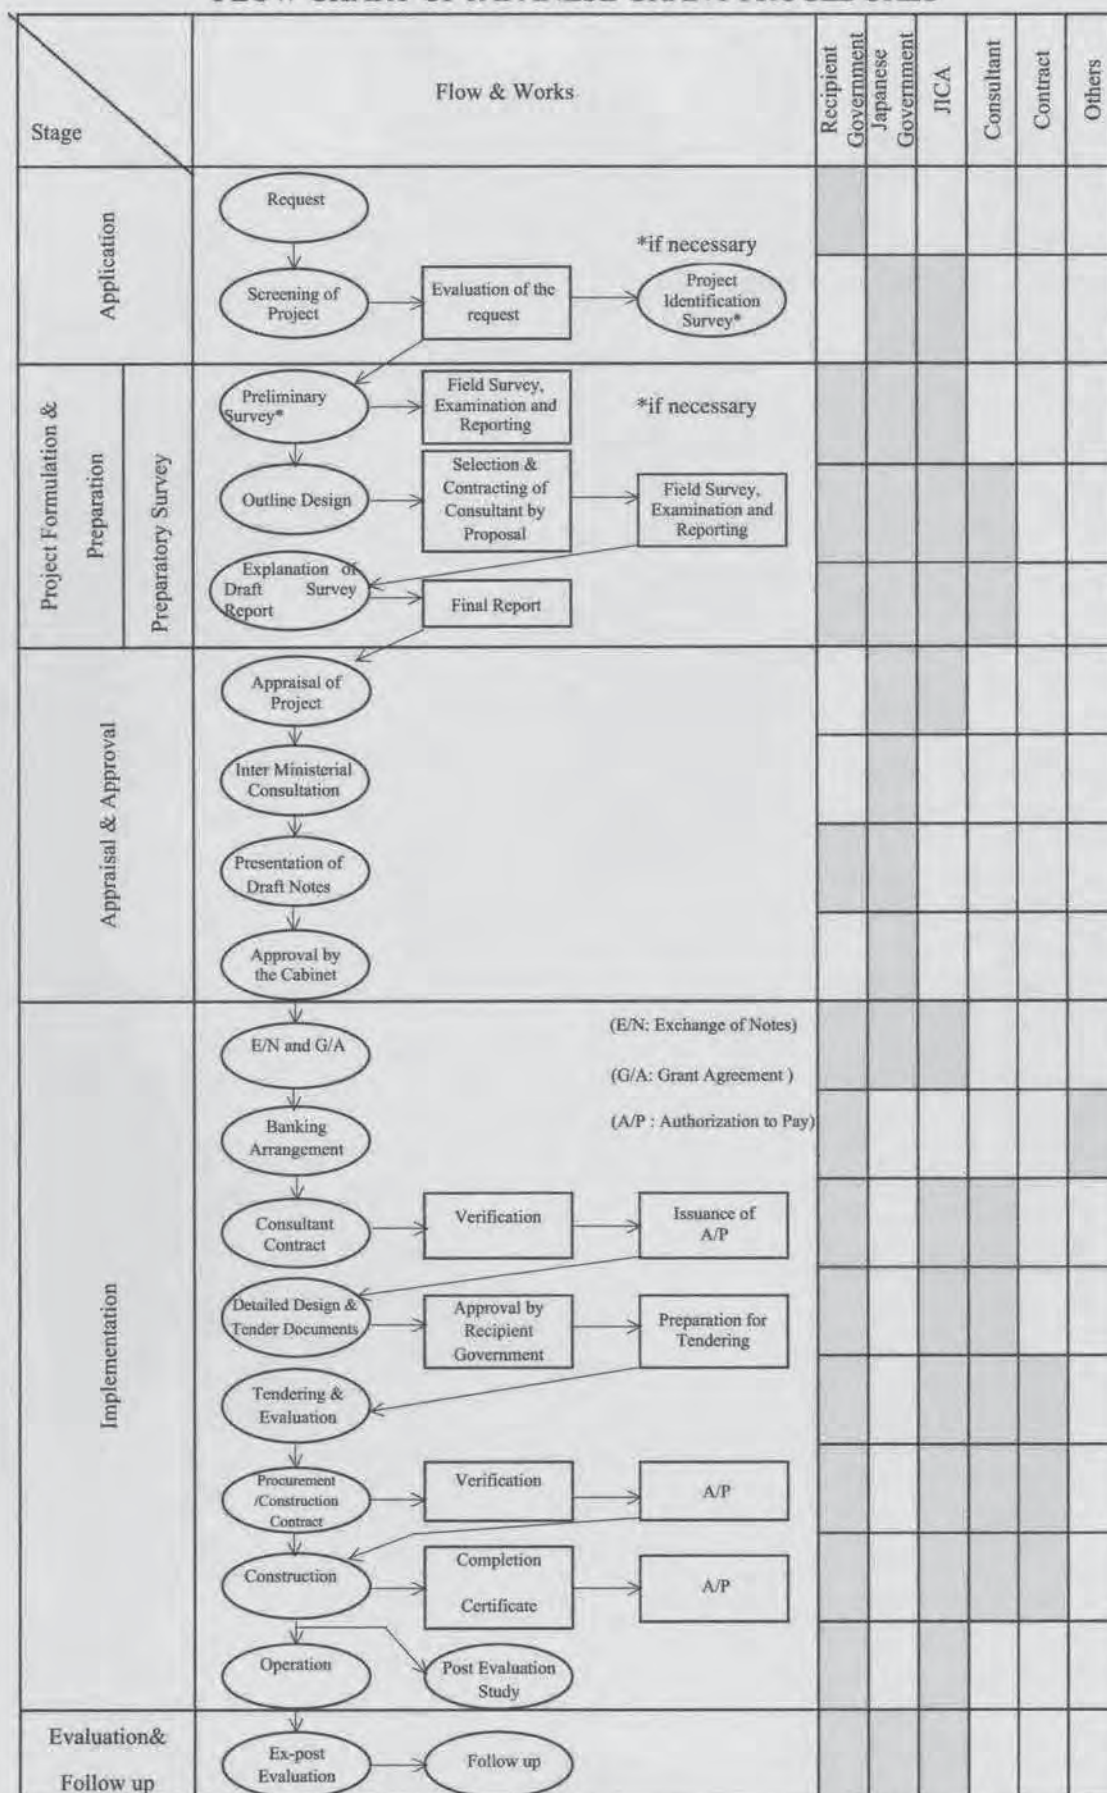 Stage
Flow & Works
Recipient
Government
Japanese
Government
JICA
Consultant
Contract
Others
Application
Request
*if necessary
Screening of
Project
Evaluation of the
request
Project
Identification
Survey*
Project Formulation &
Preparation
Preparatory Survey
Preliminary
Survey*
Field Survey,
Examination and
Reporting
*if necessary
Outline Design
Selection &
Contracting of
Consultant by
Proposal
Field Survey,
Examination and
Reporting
Explanation of
Draft Survey
Report
Final Report
Appraisal & Approval
Appraisal of
Project
Inter Ministerial
Consultation
Presentation of
Draft Notes
Approval by
the Cabinet
Implementation
E/N and G/A
(E/N: Exchange of Notes)
(G/A: Grant Agreement )
(A/P : Authorization to Pay)
Banking
Arrangement
Consultant
Contract
Verification
Issuance of
A/P
Detailed Design &
Tender Documents
Approval by
Recipient
Government
Preparation for
Tendering
Tendering &
Evaluation
Procurement
/Construction
Contract
Verification
A/P
Construction
Completion
Certificate
A/P
Operation
Post Evaluation
Study
Evaluation&
Follow up
Ex-post
Evaluation
Follow up